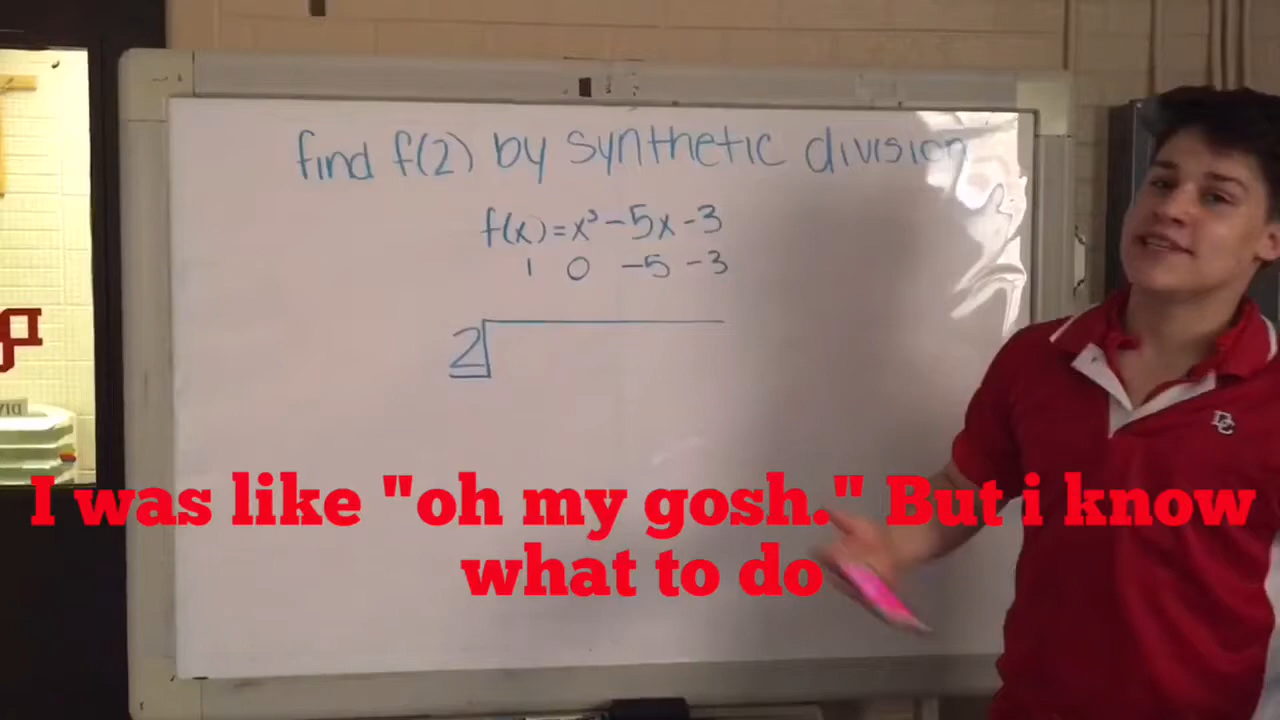 find f(2) by synthetic division
f(x)=x³-5x-3
1 0 -5 -3
2
DC
I was like "oh my gosh." But i know
what to do